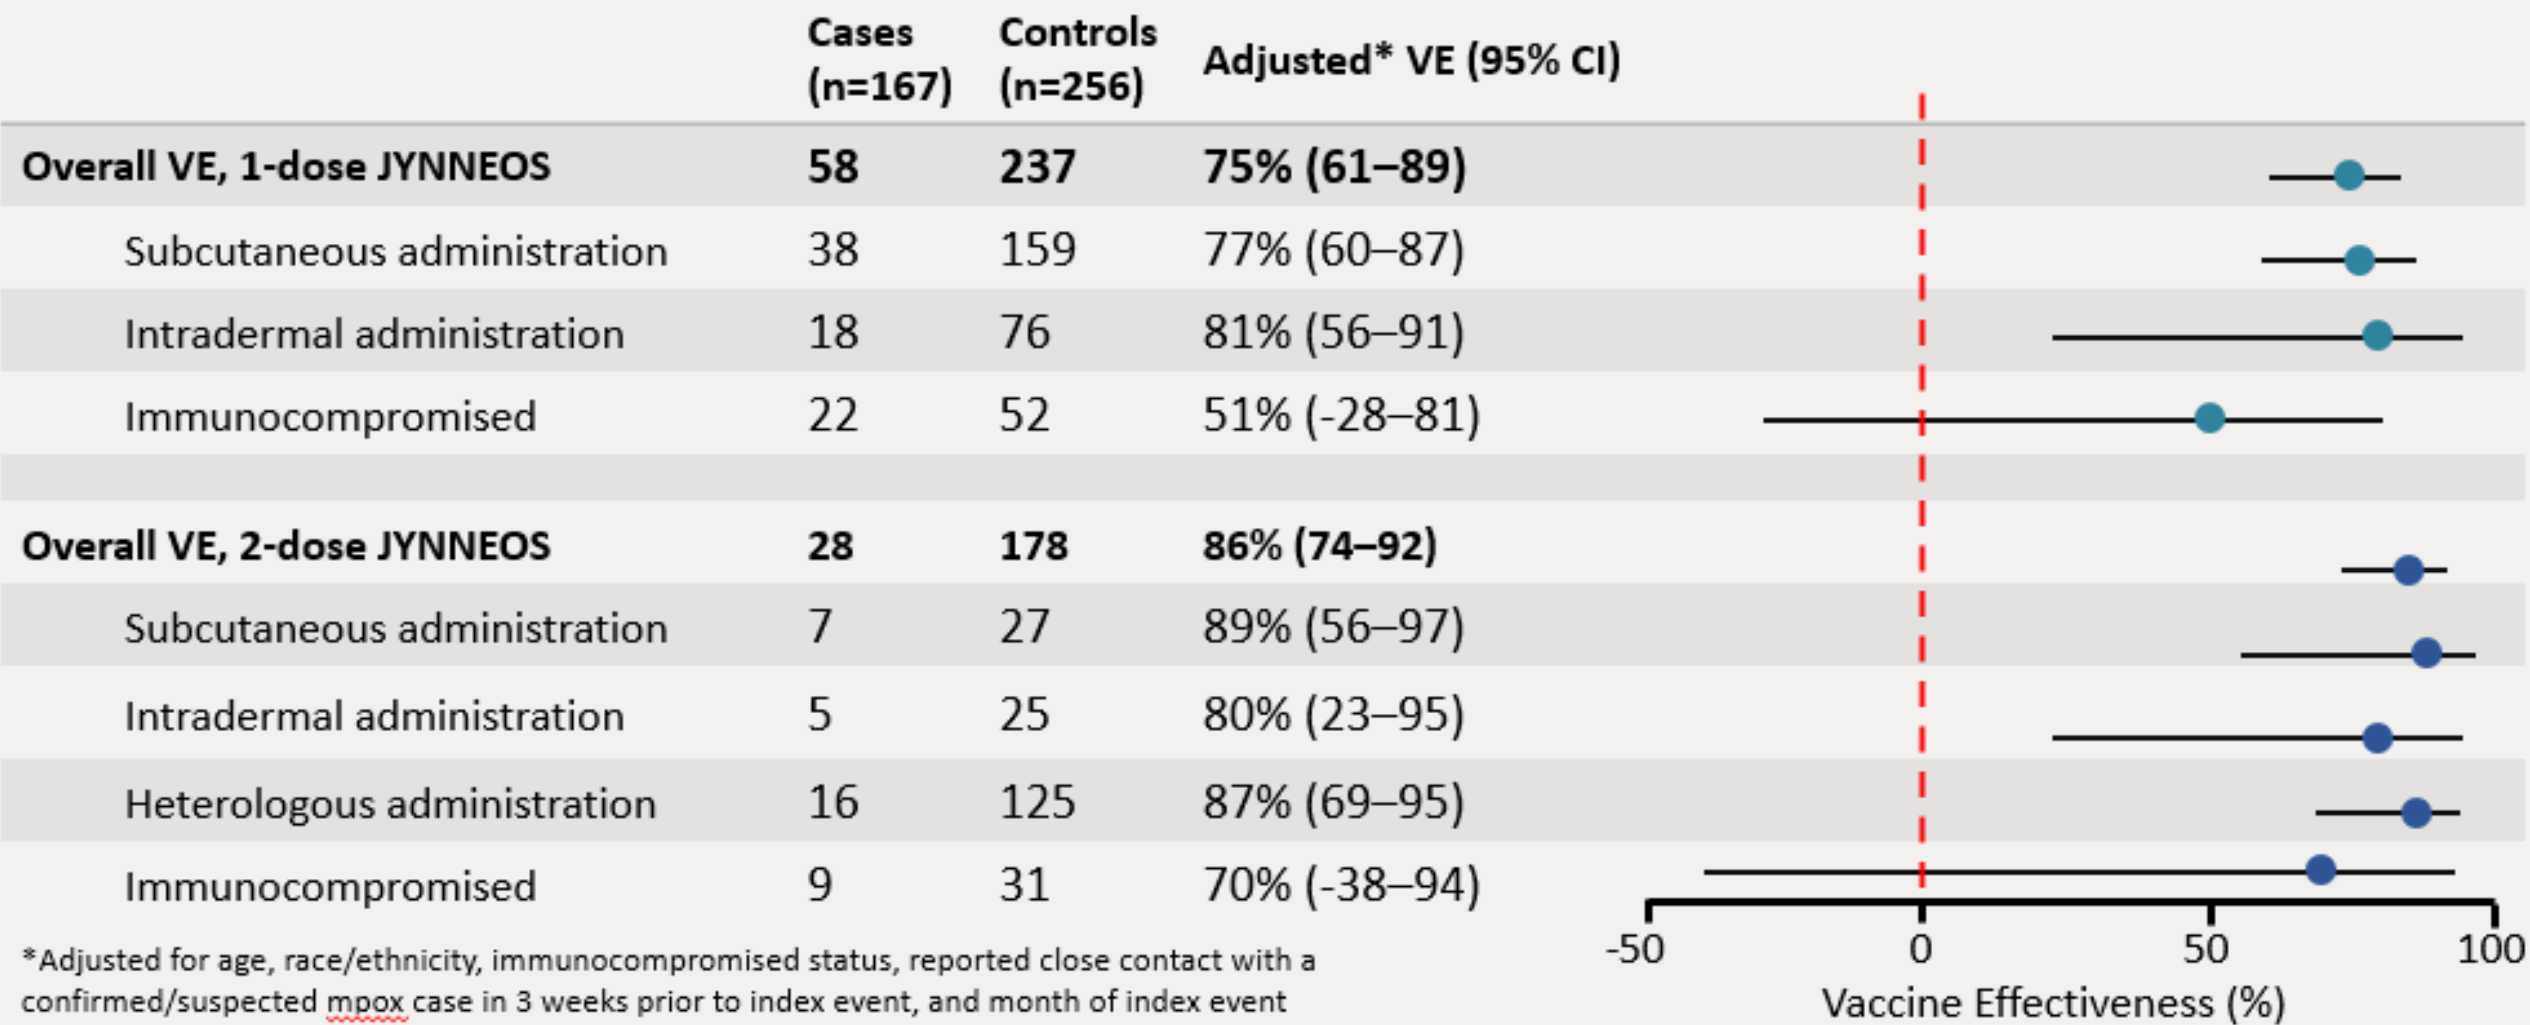 Cases Controls Adjusted* VE (95% CI)
(n=167) (n=256)
Overall VE, 1-dose JYNNEOS 58 237 75% (61–89)
Subcutaneous administration 38 159 77% (60–87)
Intradermal administration 18 76 81% (56–91)
Immunocompromised 22 52 51% (-28–81)
Overall VE, 2-dose JYNNEOS 28 178 86% (74–92)
Subcutaneous administration 7 27 89% (56–97)
Intradermal administration 5 25 80% (23–95)
Heterologous administration 16 125 87% (69–95)
Immunocompromised 9 31 70% (-38–94)
-50 0 50 100
Vaccine Effectiveness (%)
*Adjusted for age, race/ethnicity, immunocompromised status, reported close contact with a
confirmed/suspected mpox case in 3 weeks prior to index event, and month of index event